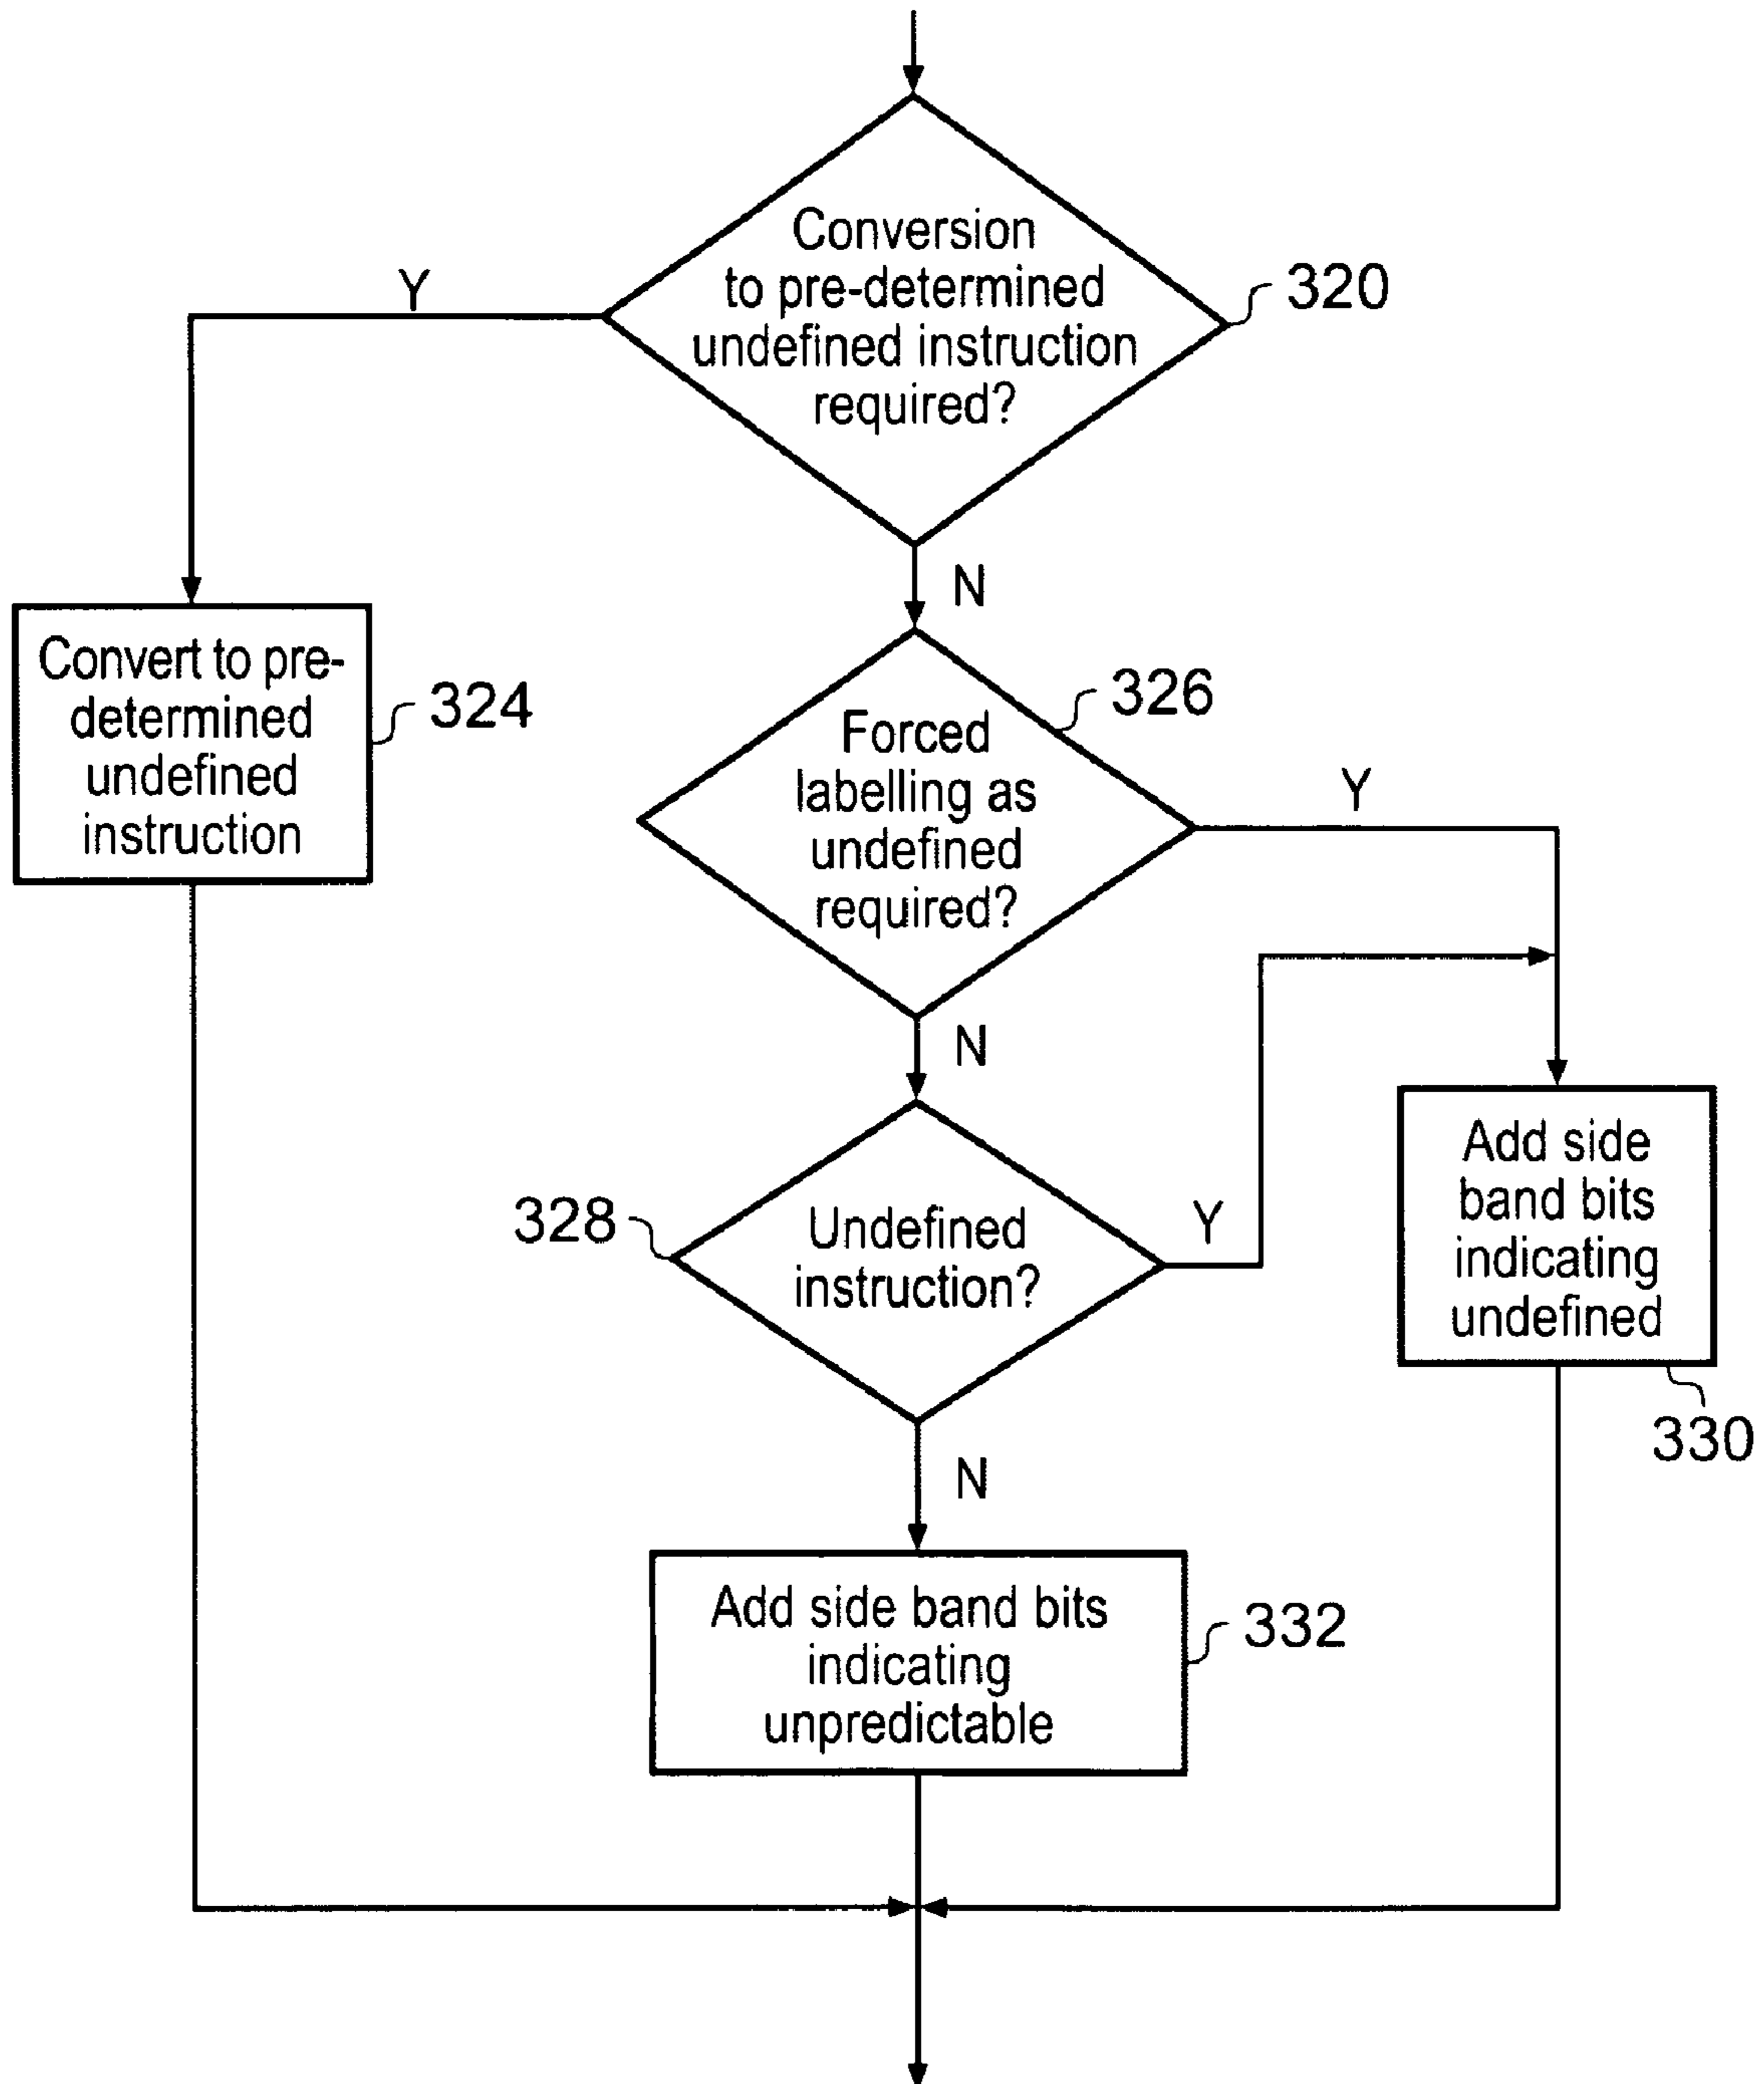 Conversion
to pre-determined
undefined instruction
required?
320
Y
N
Convert to pre-
determined
undefined
instruction
324
Forced
labelling as
undefined
required?
326
Y
N
Undefined
instruction?
328
Y
Add side
band bits
indicating
undefined
330
N
Add side band bits
indicating
unpredictable
332